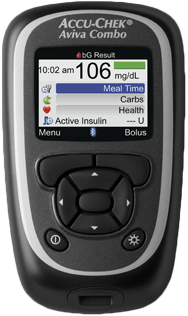 ACCU-CHEK®
Aviva Combo
bG Result
10:02 am 106 mg/dL
Meal Time
Carbs
Health
Active Insulin --- U
Menu Bolus